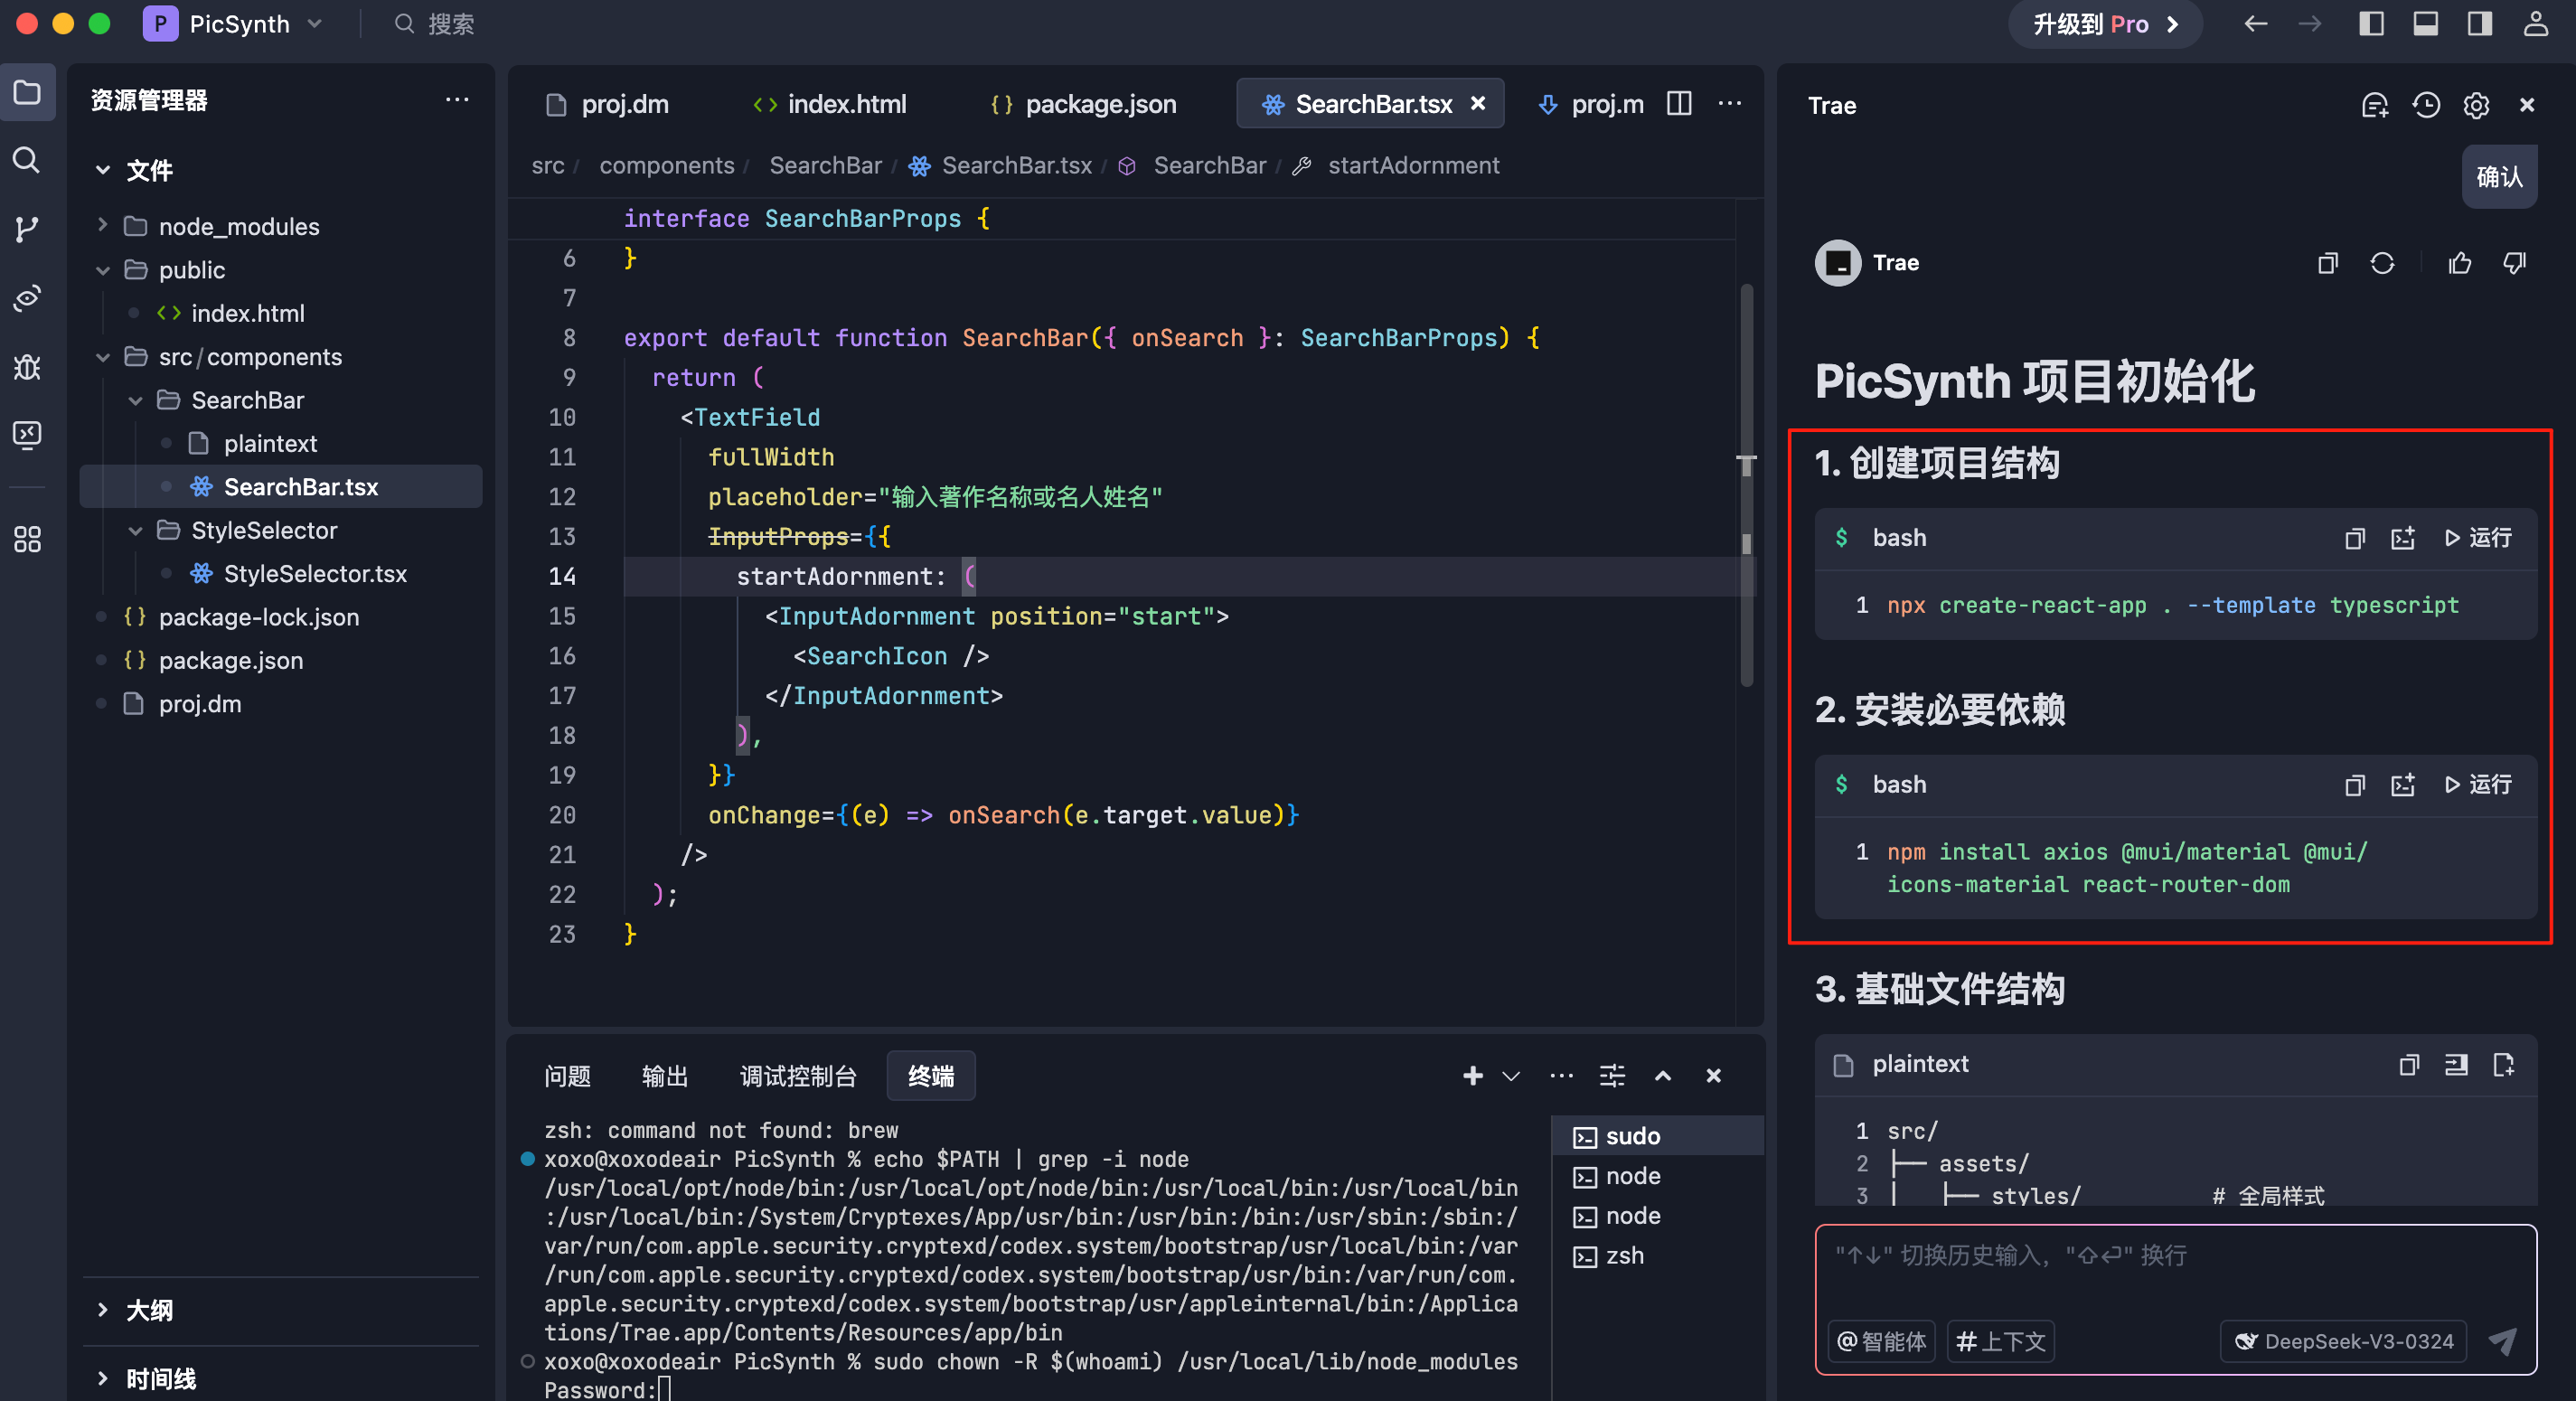 P PicSynth
搜索
升级到 Pro
资源管理器
文件
node_modules
public
index.html
src/components
SearchBar
plaintext
SearchBar.tsx
StyleSelector
StyleSelector.tsx
package-lock.json
package.json
proj.dm
大纲
时间线
proj.dm
index.html
package.json
SearchBar.tsx
proj.m
src / components / SearchBar / SearchBar.tsx / SearchBar / startAdornment
interface SearchBarProps {
6 }
7
8 export default function SearchBar({ onSearch }: SearchBarProps) {
9 return (
10 <TextField
11 fullWidth
12 placeholder="输入著作名称或名人姓名"
13 InputProps={{
14 startAdornment: (
15 <InputAdornment position="start">
16 <SearchIcon />
17 </InputAdornment>
18 ),
19 }}
20 onChange={(e) => onSearch(e.target.value)}
21 />
22 );
23 }
问题
输出
调试控制台
终端
zsh: command not found: brew
xoxo@xoxodeair PicSynth % echo $PATH | grep -i node
/usr/local/opt/node/bin:/usr/local/opt/node/bin:/usr/local/bin:/usr/local/bin
:/usr/local/bin:/System/Cryptexes/App/usr/bin:/usr/bin:/bin:/usr/sbin:/sbin:/
var/run/com.apple.security.cryptexd/codex.system/bootstrap/usr/local/bin:/var
/run/com.apple.security.cryptexd/codex.system/bootstrap/usr/bin:/var/run/com.
apple.security.cryptexd/codex.system/bootstrap/usr/appleinternal/bin:/Applica
tions/Trae.app/Contents/Resources/app/bin
xoxo@xoxodeair PicSynth % sudo chown -R $(whoami) /usr/local/lib/node_modules
Password:
sudo
node
node
zsh
Trae
确认
Trae
PicSynth 项目初始化
1. 创建项目结构
$ bash
运行
1 npx create-react-app . --template typescript
2. 安装必要依赖
$ bash
运行
1 npm install axios @mui/material @mui/
icons-material react-router-dom
3. 基础文件结构
plaintext
1 src/
2 ├── assets/
3 │   ├── styles/ # 全局样式
"↑↓" 切换历史输入, "⇧⏎" 换行
@ 智能体
# 上下文
DeepSeek-V3-0324